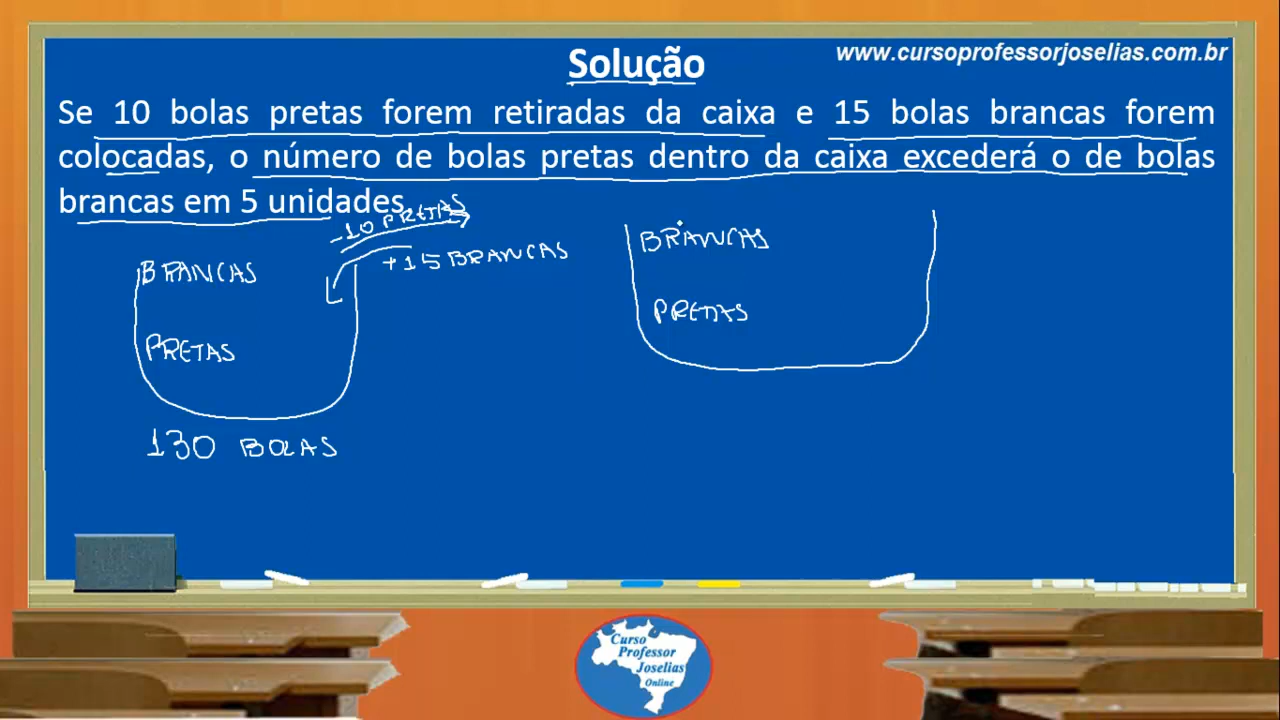 Solução
www.cursoprofessorjoselias.com.br
Se 10 bolas pretas forem retiradas da caixa e 15 bolas brancas forem
colocadas, o número de bolas pretas dentro da caixa excederá o de bolas
brancas em 5 unidades.
-10 PRETAS
+15 BRANCAS
BRANCAS
PRETAS
130 BOLAS
BRANCAS
PRETAS
Curso
Professor
Joselias
Online